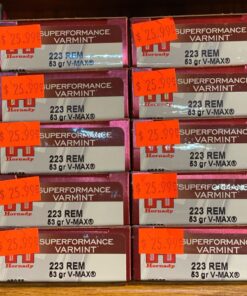 SUPERFORMANCE
VARMINT
$25.99
223 REM
53 gr V-MAX®
Hornady
SUPERFORMANCE
VARMINT
$25.99
223 REM
53 gr V-MAX®
Hornady
SUPERFORMANCE
VARMINT
$25.99
223 REM
53 gr V-MAX®
Hornady
SUPERFORMANCE
VARMINT
$25.99
223 REM
53 gr V-MAX®
Hornady
SUPERFORMANCE
VARMINT
$25.99
223 REM
53 gr V-MAX®
Hornady
SUPERFORMANCE
VARMINT
$25.99
223 REM
53 gr V-MAX®
Hornady
SUPERFORMANCE
VARMINT
$25.99
223 REM
53 gr V-MAX®
Hornady
SUPERFORMANCE
VARMINT
$25.99
223 REM
53 gr V-MAX®
Hornady
SUPERFORMANCE
VARMINT
$25.99
223 REM
53 gr V-MAX®
Hornady
SUPERFORMANCE
VARMINT
$25.99
223 REM
53 gr V-MAX®
Hornady